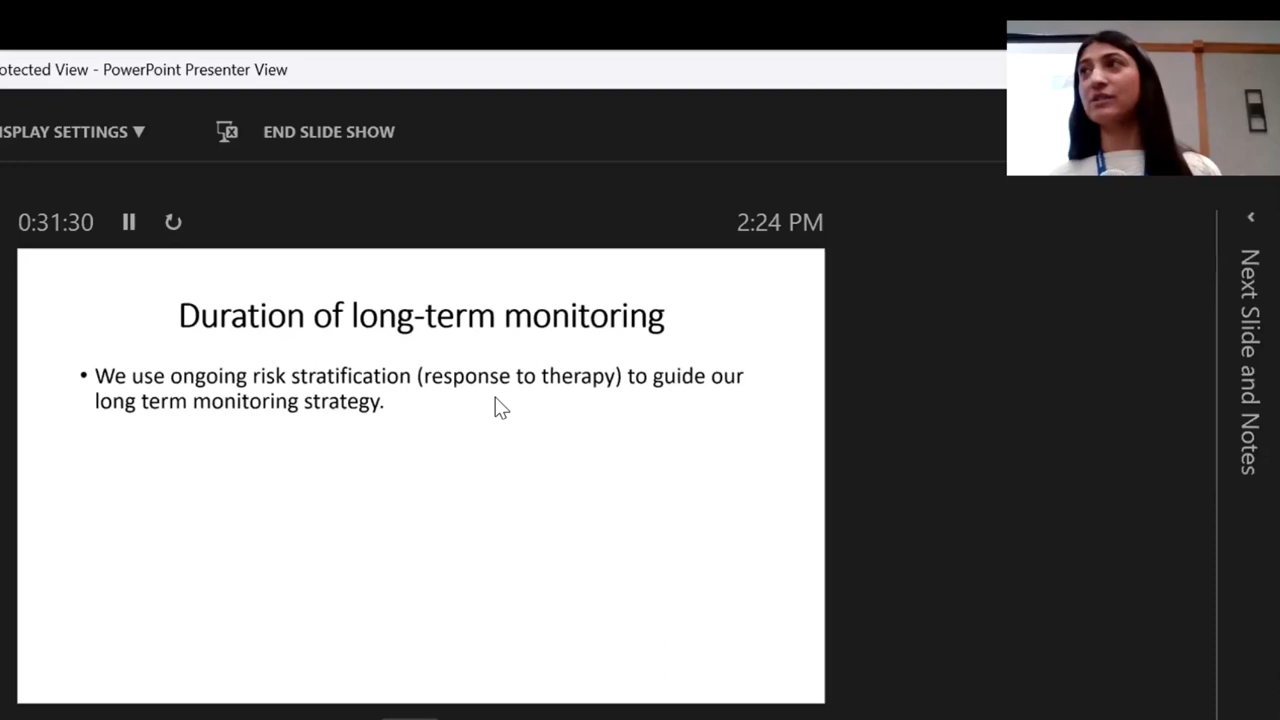 otected View - PowerPoint Presenter View
ISPLAY SETTINGS ▼
END SLIDE SHOW
0:31:30
2:24 PM
Duration of long-term monitoring
• We use ongoing risk stratification (response to therapy) to guide our
long term monitoring strategy.
Next Slide and Notes